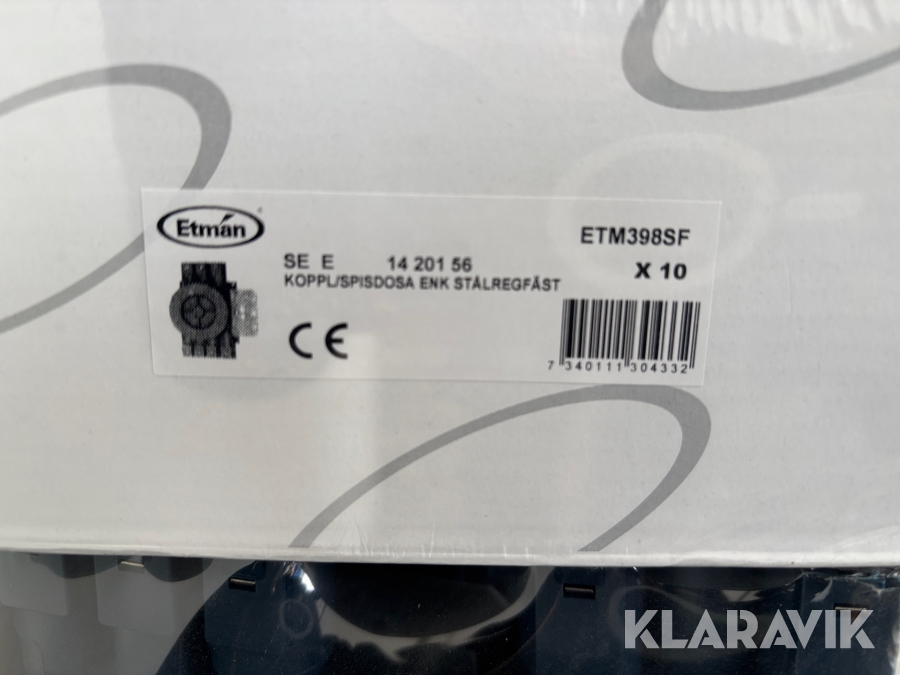 Etman
ETM398SF
SE E 14 201 56
X 10
KOPPL/SPISDOSA ENK STÅLREGFÄST
CE
7 340111 304332
KLARAVIK